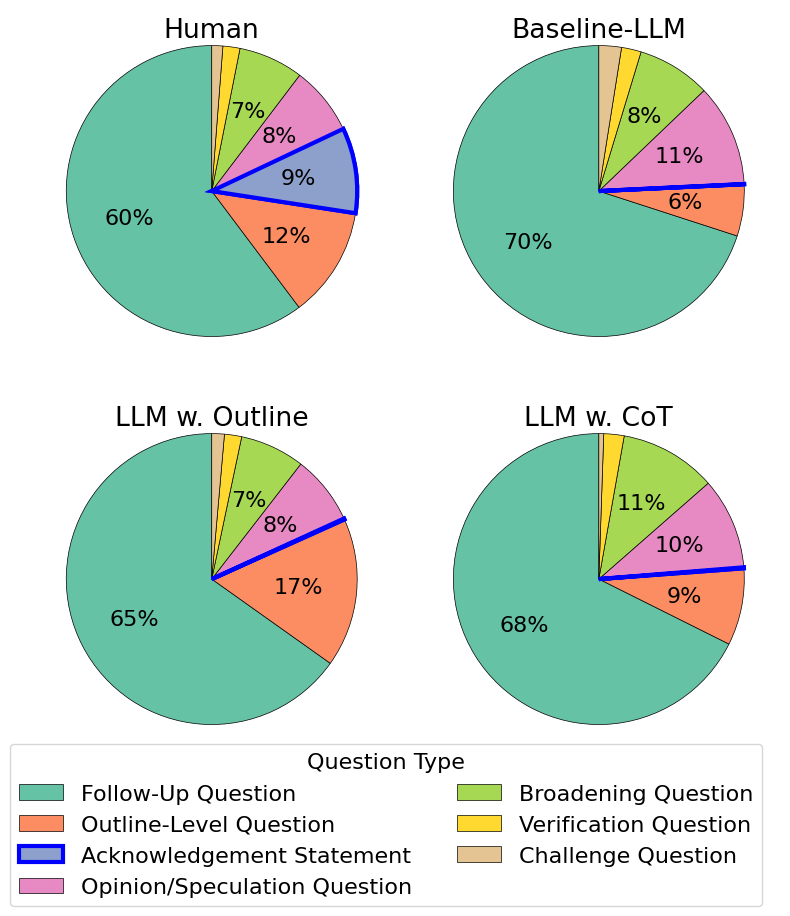 Human
7%
8%
9%
12%
60%
Baseline-LLM
8%
11%
6%
70%
LLM w. Outline
7%
8%
17%
65%
LLM w. CoT
11%
10%
9%
68%
Question Type
Follow-Up Question
Outline-Level Question
Acknowledgement Statement
Opinion/Speculation Question
Broadening Question
Verification Question
Challenge Question